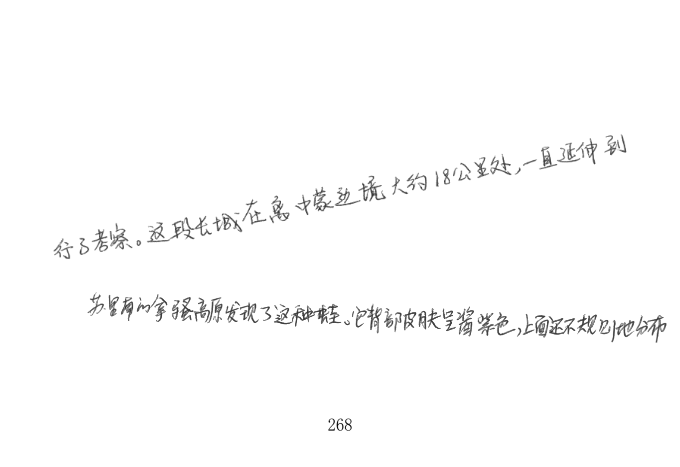 行了考察。这段长城在离中蒙边境大约18公里处,一直延伸到
苏里南的拿骚高原发现了这种蛙。它背部皮肤呈酱紫色,上面还不规则地分布
268